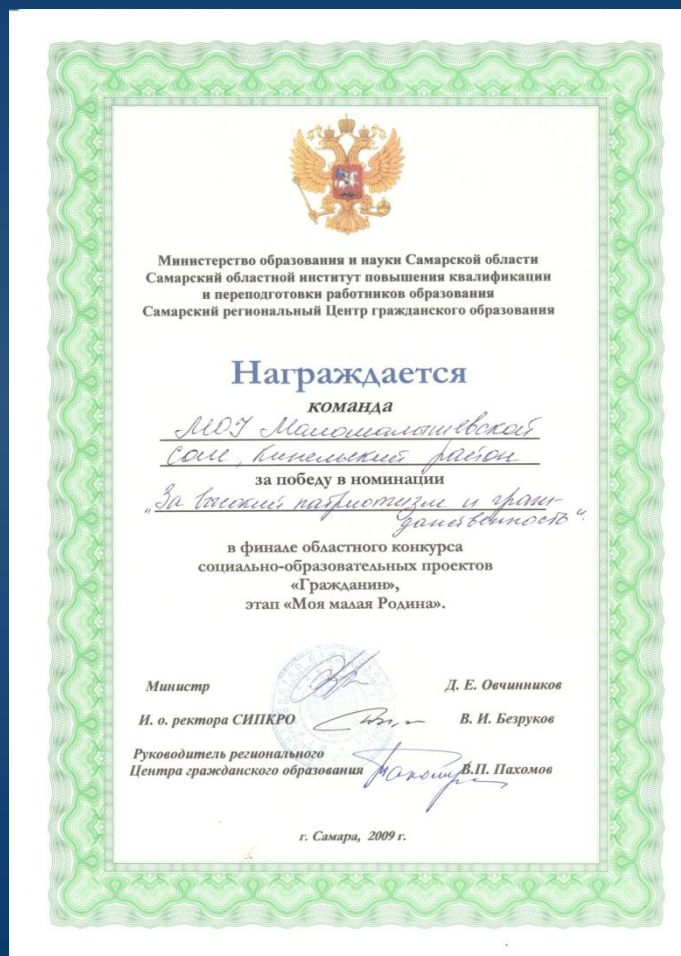 Министерство образования и науки Самарской области
Самарский областной институт повышения квалификации
и переподготовки работников образования
Самарский региональный Центр гражданского образования
Награждается
команда
МОУ Маломалышевской
СОШ, Кинельский район
за победу в номинации
„За высокий патриотизм и граж-
данственность“.
в финале областного конкурса
социально-образовательных проектов
«Гражданин»,
этап «Моя малая Родина».
Министр Д. Е. Овчинников
И. о. ректора СИПКРО В. И. Безруков
Руководитель регионального
Центра гражданского образования В.П. Пахомов
г. Самара, 2009 г.